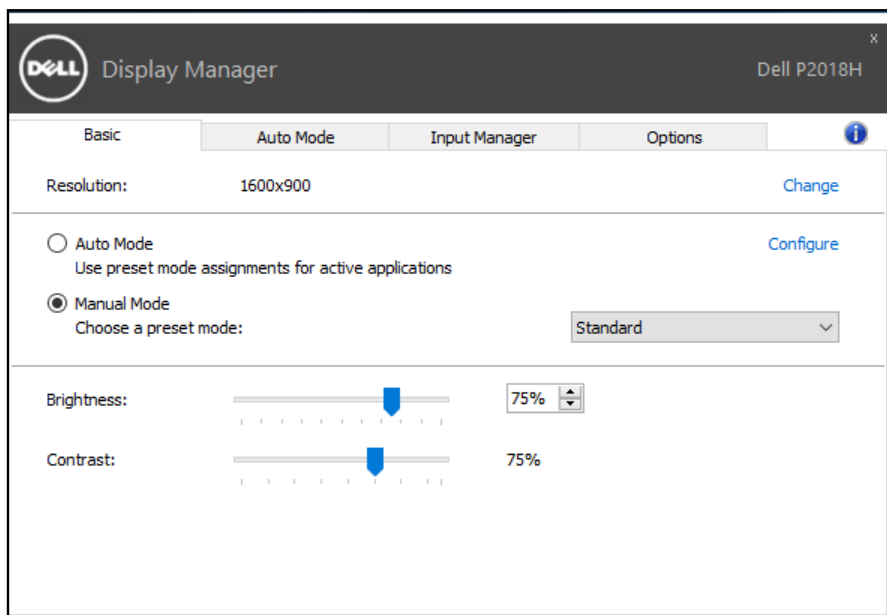 DELL Display Manager
x
Dell P2018H
Basic Auto Mode Input Manager Options i
Resolution: 1600x900 Change
Auto Mode Configure
Use preset mode assignments for active applications
Manual Mode
Choose a preset mode: Standard
Brightness: 75%
Contrast: 75%